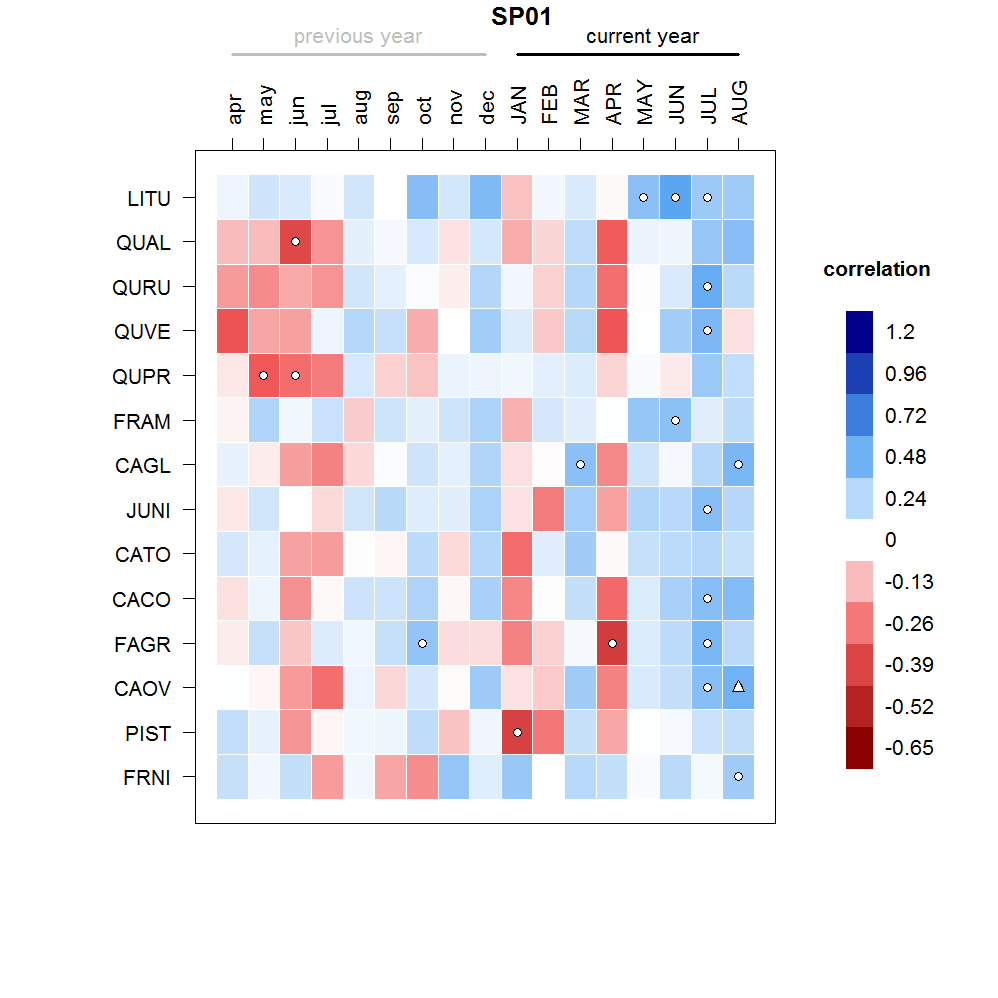 SP01
previous year current year
apr may jun jul aug sep oct nov dec JAN FEB MAR APR MAY JUN JUL AUG
LITU
QUAL
QURU
QUVE
QUPR
FRAM
CAGL
JUNI
CATO
CACO
FAGR
CAOV
PIST
FRNI
correlation
1.2
0.96
0.72
0.48
0.24
0
-0.13
-0.26
-0.39
-0.52
-0.65